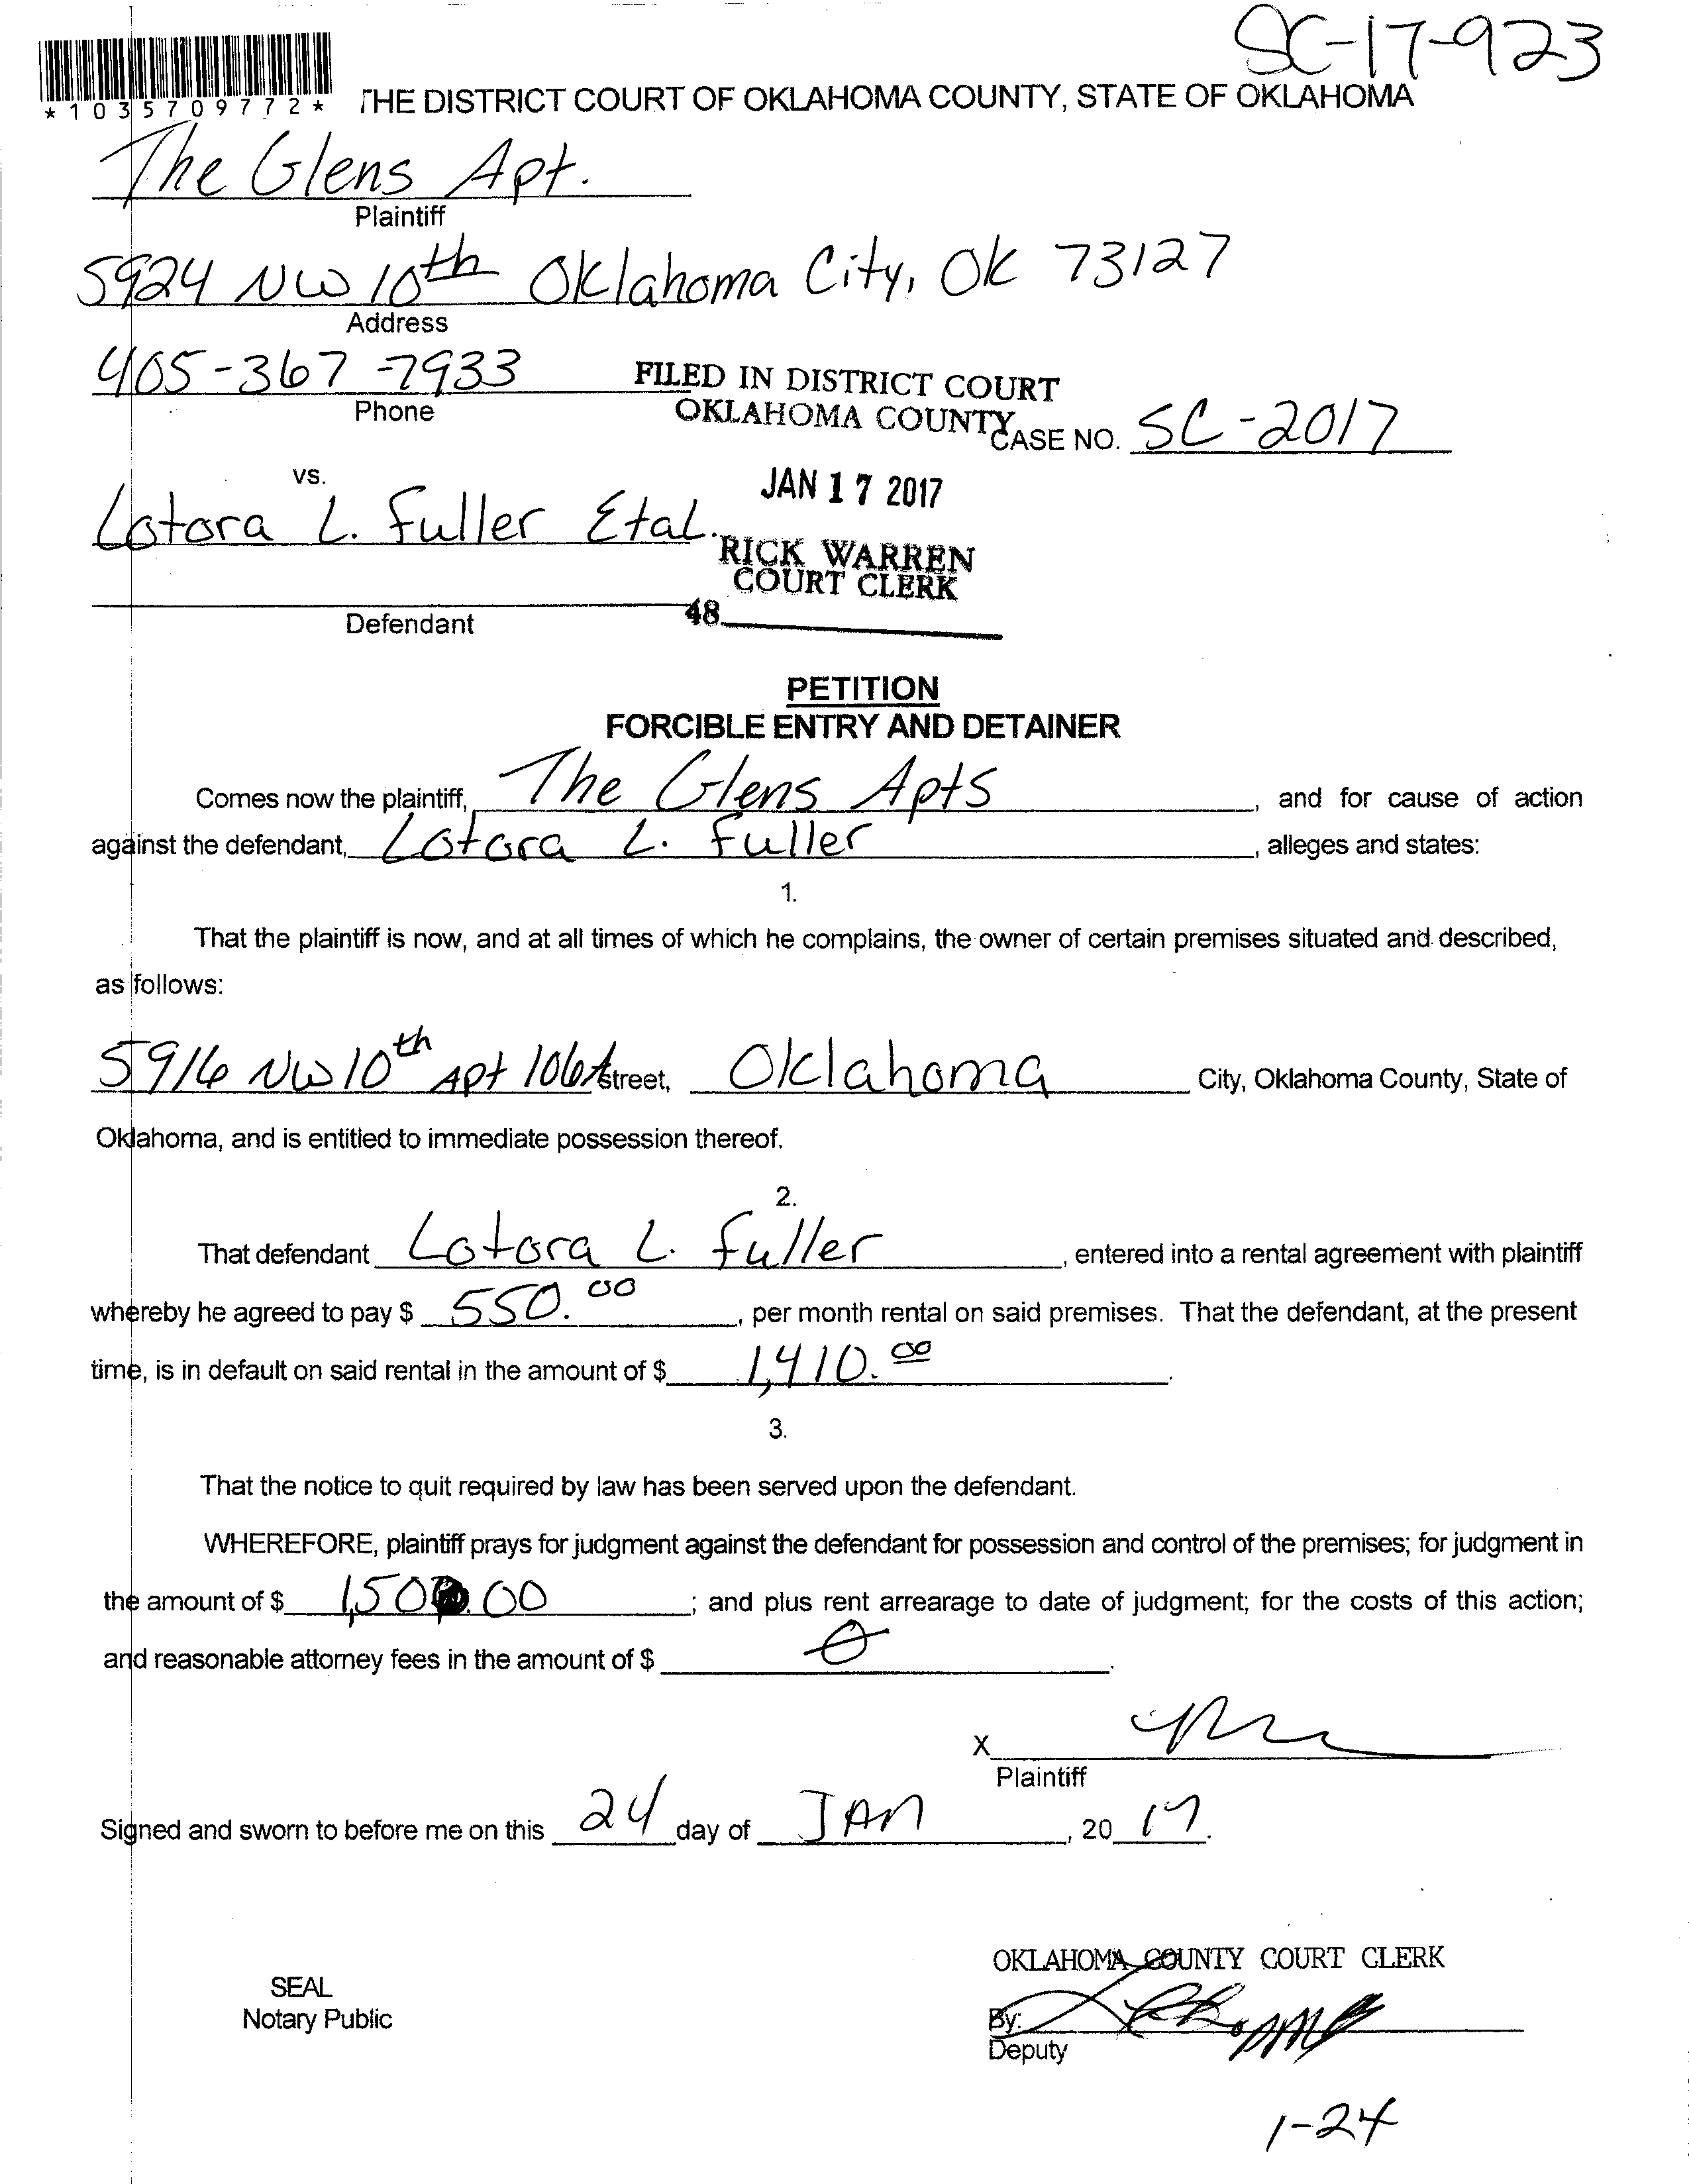 SC-17-923
*1035709772*
THE DISTRICT COURT OF OKLAHOMA COUNTY, STATE OF OKLAHOMA
The Glens Apt.
Plaintiff
5924 NW 10th Oklahoma City, OK 73127
Address
405-367-7933
Phone
FILED IN DISTRICT COURT
OKLAHOMA COUNTY
CASE NO. SC-2017
vs.
JAN 17 2017
Lotora L. Fuller Etal.
RICK WARREN
COURT CLERK
48
Defendant
PETITION
FORCIBLE ENTRY AND DETAINER
Comes now the plaintiff, The Glens Apts, and for cause of action
against the defendant, Lotora L. Fuller, alleges and states:
1.
That the plaintiff is now, and at all times of which he complains, the owner of certain premises situated and described,
as follows:
5916 NW 10th Apt 106A street, Oklahoma City, Oklahoma County, State of
Oklahoma, and is entitled to immediate possession thereof.
2.
That defendant Lotora L. Fuller, entered into a rental agreement with plaintiff
whereby he agreed to pay $ 550.00, per month rental on said premises. That the defendant, at the present
time, is in default on said rental in the amount of $ 1,410.00.
3.
That the notice to quit required by law has been served upon the defendant.
WHEREFORE, plaintiff prays for judgment against the defendant for possession and control of the premises; for judgment in
the amount of $ ; and plus rent arrearage to date of judgment; for the costs of this action;
and reasonable attorney fees in the amount of $ 0.
X
Plaintiff
Signed and sworn to before me on this 24 day of JAN, 20 17.
OKLAHOMA COUNTY COURT CLERK
SEAL
Notary Public
By:
Deputy
1-24